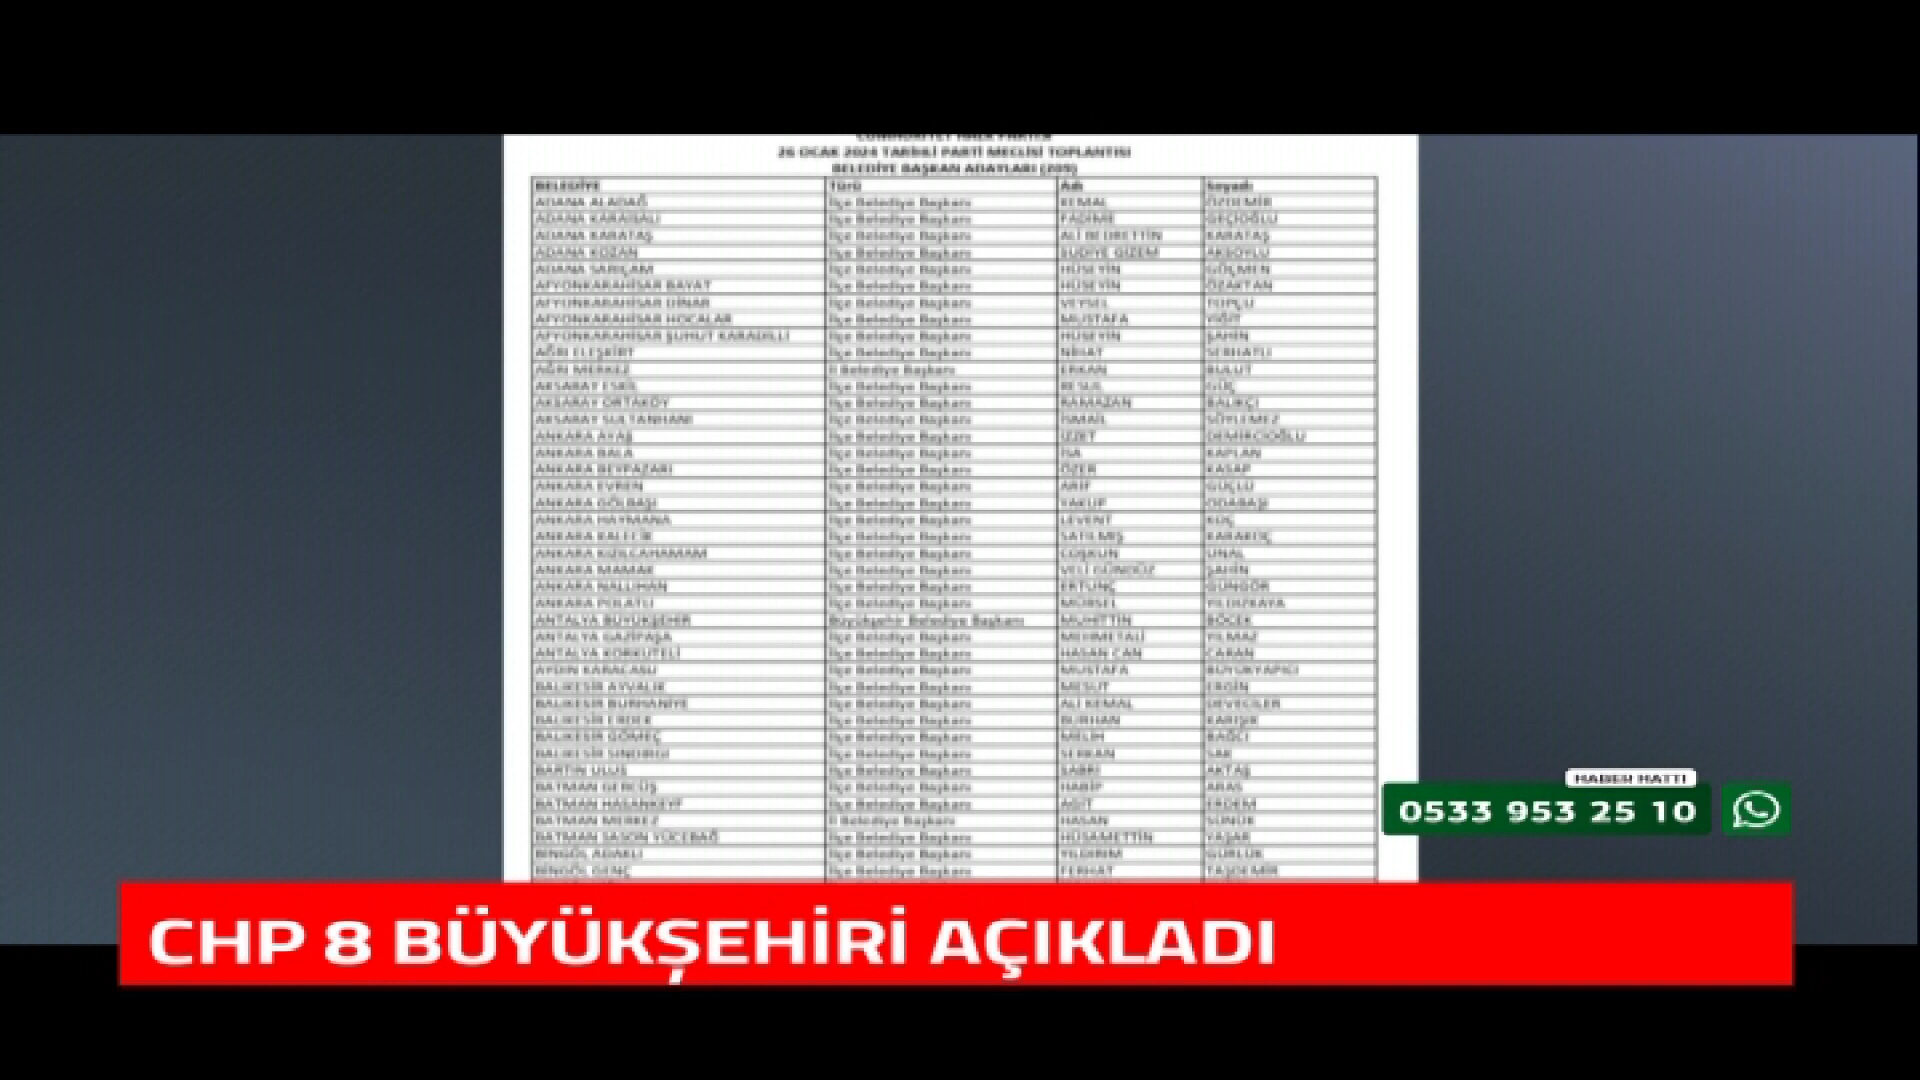 CUMHURİYET HALK PARTİSİ
26 OCAK 2024 TARİHLİ PARTİ MECLİSİ TOPLANTISI
BELEDİYE BAŞKAN ADAYLARI (209)
BELEDİYE Türü Adı Soyadı
ADANA ALADAĞ İlçe Belediye Başkanı KEMAL ÖZDEMİR
ADANA KARAİSALI İlçe Belediye Başkanı FADİME GEÇİOĞLU
ADANA KARATAŞ İlçe Belediye Başkanı ALİ BEDRETTİN KARATAŞ
ADANA KOZAN İlçe Belediye Başkanı SUDİYE GİZEM AKSOYLU
ADANA SARIÇAM İlçe Belediye Başkanı HÜSEYİN GÖÇMEN
AFYONKARAHİSAR BAYAT İlçe Belediye Başkanı HÜSEYİN ÖZAKTAN
AFYONKARAHİSAR DİNAR İlçe Belediye Başkanı VEYSEL TOPÇU
AFYONKARAHİSAR HOCALAR İlçe Belediye Başkanı MUSTAFA YİĞİT
AFYONKARAHİSAR ŞUHUT KARADİLLİ İlçe Belediye Başkanı HÜSEYİN ŞAHİN
AĞRI ELEŞKİRT İlçe Belediye Başkanı NİHAT SERHATLI
AĞRI MERKEZ İl Belediye Başkanı ERKAN BULUT
AKSARAY ESKİL İlçe Belediye Başkanı RESUL GÜÇ
AKSARAY ORTAKÖY İlçe Belediye Başkanı RAMAZAN BALIKÇI
AKSARAY SULTANHANI İlçe Belediye Başkanı İSMAİL SÖYLEMEZ
ANKARA AYAŞ İlçe Belediye Başkanı İZZET DEMİRCİOĞLU
ANKARA BALA İlçe Belediye Başkanı İSA KAPLAN
ANKARA BEYPAZARI İlçe Belediye Başkanı ÖZER KASAP
ANKARA EVREN İlçe Belediye Başkanı ARİF GÜÇLÜ
ANKARA GÖLBAŞI İlçe Belediye Başkanı YAKUP ODABAŞI
ANKARA HAYMANA İlçe Belediye Başkanı LEVENT KOÇ
ANKARA KALECİK İlçe Belediye Başkanı SATILMIŞ KARAKOÇ
ANKARA KIZILCAHAMAM İlçe Belediye Başkanı COŞKUN ÜNAL
ANKARA MAMAK İlçe Belediye Başkanı VELİ GÜNDÜZ ŞAHİN
ANKARA NALLIHAN İlçe Belediye Başkanı ERTUNÇ GÜNGÖR
ANKARA POLATLI İlçe Belediye Başkanı MÜRSEL YILDIZKAYA
ANTALYA BÜYÜKŞEHİR Büyükşehir Belediye Başkanı MUHİTTİN BÖCEK
ANTALYA GAZİPAŞA İlçe Belediye Başkanı MEHMETALİ YILMAZ
ANTALYA KORKUTELİ İlçe Belediye Başkanı HASAN CAN CARAN
AYDIN KARACASU İlçe Belediye Başkanı MUSTAFA BÜYÜKYAPICI
BALIKESİR AYVALIK İlçe Belediye Başkanı MESUT ERGİN
BALIKESİR BURHANİYE İlçe Belediye Başkanı ALİ KEMAL DEVECİLER
BALIKESİR ERDEK İlçe Belediye Başkanı BURHAN KARIŞIK
BALIKESİR GÖMEÇ İlçe Belediye Başkanı MELİH BAĞCI
BALIKESİR SINDIRGI İlçe Belediye Başkanı SERKAN SAK
BARTIN ULUS İlçe Belediye Başkanı SABRİ AKTAŞ
BATMAN GERCÜŞ İlçe Belediye Başkanı HABİP ARAS
BATMAN HASANKEYF İlçe Belediye Başkanı AGİT ERDEM
BATMAN MERKEZ İl Belediye Başkanı HASAN SÜNÜK
BATMAN SASON YÜCEBAĞ İlçe Belediye Başkanı HÜSAMETTİN YAŞAR
BİNGÖL ADAKLI İlçe Belediye Başkanı YILDIRIM GÜRLÜK
BİNGÖL GENÇ İlçe Belediye Başkanı FERHAT TAŞDEMİR
HABER HATTI
0533 953 25 10
CHP 8 BÜYÜKŞEHİRİ AÇIKLADI